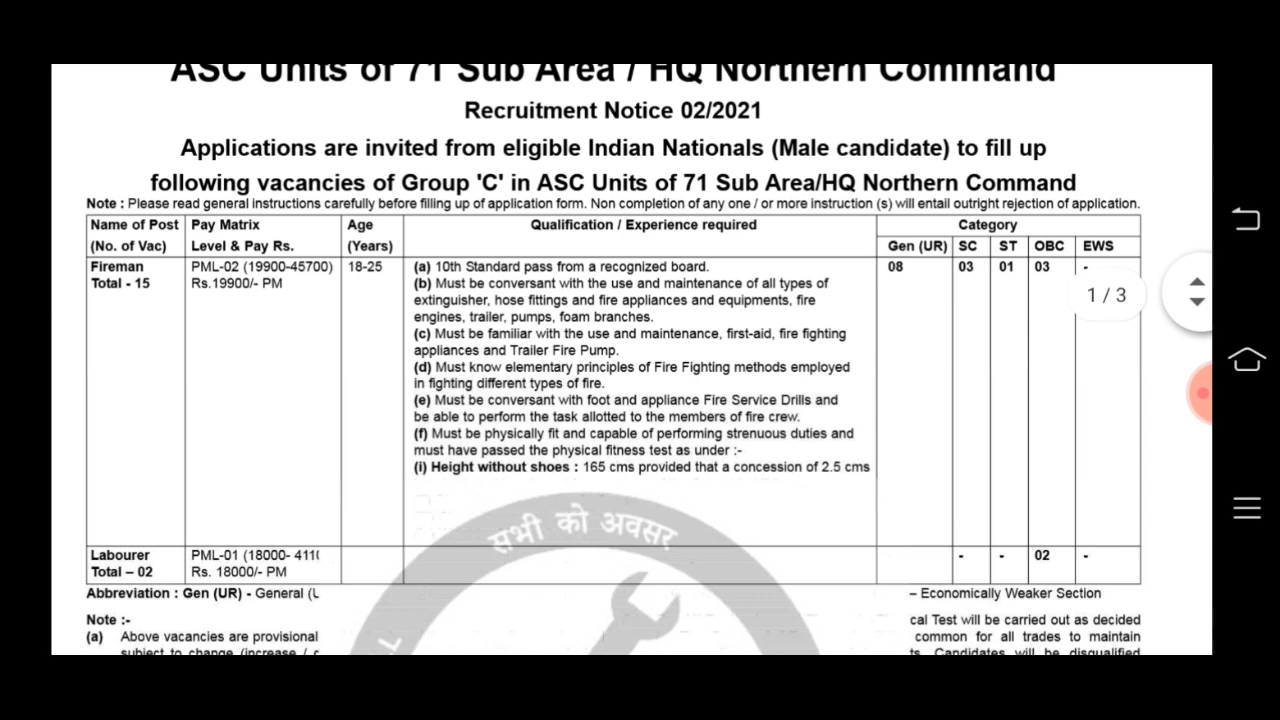 ASC Units of 71 Sub Area / HQ Northern Command
Recruitment Notice 02/2021
Applications are invited from eligible Indian Nationals (Male candidate) to fill up
following vacancies of Group 'C' in ASC Units of 71 Sub Area/HQ Northern Command
Note : Please read general instructions carefully before filling up of application form. Non completion of any one / or more instruction (s) will entail outright rejection of application.
Name of Post Pay Matrix Age Qualification / Experience required Category
(No. of Vac) Level & Pay Rs. (Years) Gen (UR) SC ST OBC EWS
Fireman PML-02 (19900-45700) 18-25 (a) 10th Standard pass from a recognized board. 08 03 01 03 -
Total - 15 Rs.19900/- PM (b) Must be conversant with the use and maintenance of all types of
1 / 3
extinguisher, hose fittings and fire appliances and equipments, fire
engines, trailer, pumps, foam branches.
(c) Must be familiar with the use and maintenance, first-aid, fire fighting
appliances and Trailer Fire Pump.
(d) Must know elementary principles of Fire Fighting methods employed
in fighting different types of fire.
(e) Must be conversant with foot and appliance Fire Service Drills and
be able to perform the task allotted to the members of fire crew.
(f) Must be physically fit and capable of performing strenuous duties and
must have passed the physical fitness test as under :-
(i) Height without shoes : 165 cms provided that a concession of 2.5 cms
सभी को अवसर
Labourer PML-01 (18000- 411 - - 02 -
Total – 02 Rs. 18000/- PM
Abbreviation : Gen (UR) - General ( – Economically Weaker Section
Note :- cal Test will be carried out as decided
(a) Above vacancies are provisional common for all trades to maintain
subject to change (increase / ts. Candidates will be disqualified